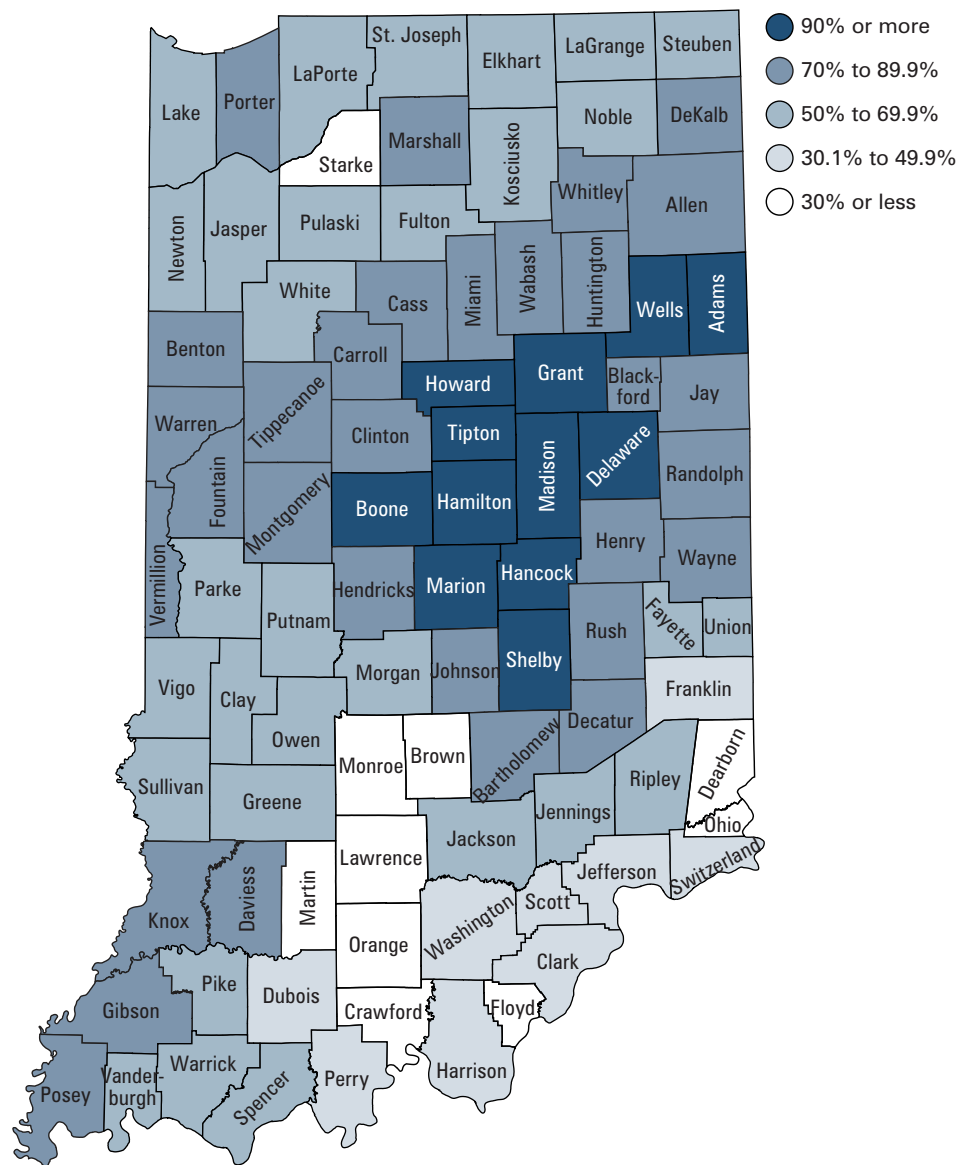 90% or more
70% to 89.9%
50% to 69.9%
30.1% to 49.9%
30% or less
St. Joseph
LaGrange
Steuben
Elkhart
LaPorte
Lake
Porter
Noble
DeKalb
Marshall
Starke
Kosciusko
Whitley
Allen
Newton
Jasper
Pulaski
Fulton
White
Cass
Miami
Wabash
Huntington
Wells
Adams
Benton
Carroll
Howard
Grant
Black-
ford
Jay
Warren
Tippecanoe
Clinton
Tipton
Madison
Delaware
Randolph
Fountain
Montgomery
Boone
Hamilton
Henry
Wayne
Vermillion
Parke
Putnam
Hendricks
Marion
Hancock
Rush
Fayette
Union
Vigo
Clay
Morgan
Johnson
Shelby
Franklin
Owen
Monroe
Brown
Bartholomew
Decatur
Dearborn
Sullivan
Greene
Ripley
Jennings
Jackson
Ohio
Lawrence
Jefferson
Switzerland
Knox
Daviess
Martin
Orange
Washington
Scott
Clark
Pike
Dubois
Gibson
Crawford
Floyd
Harrison
Posey
Vander-
burgh
Warrick
Spencer
Perry